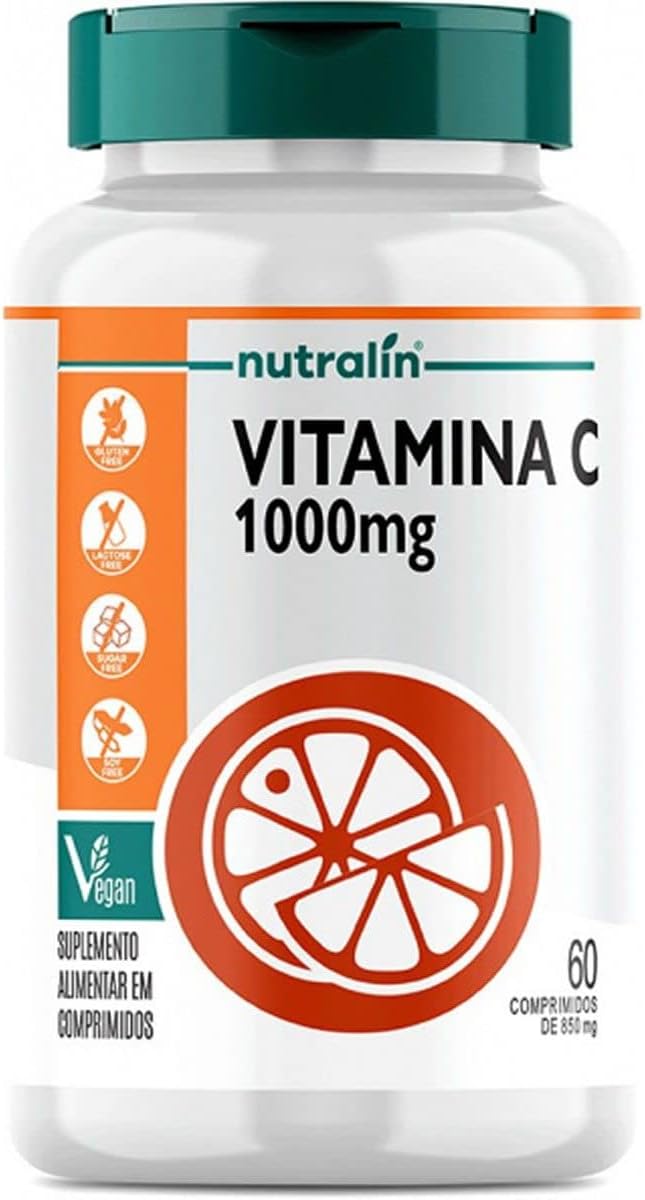 nutralin®
VITAMINA C
1000mg
GLUTEN
FREE
LACTOSE
FREE
SUGAR
FREE
SOY
FREE
Vegan
SUPLEMENTO
ALIMENTAR EM
COMPRIMIDOS
60
COMPRIMIDOS
DE 850 mg